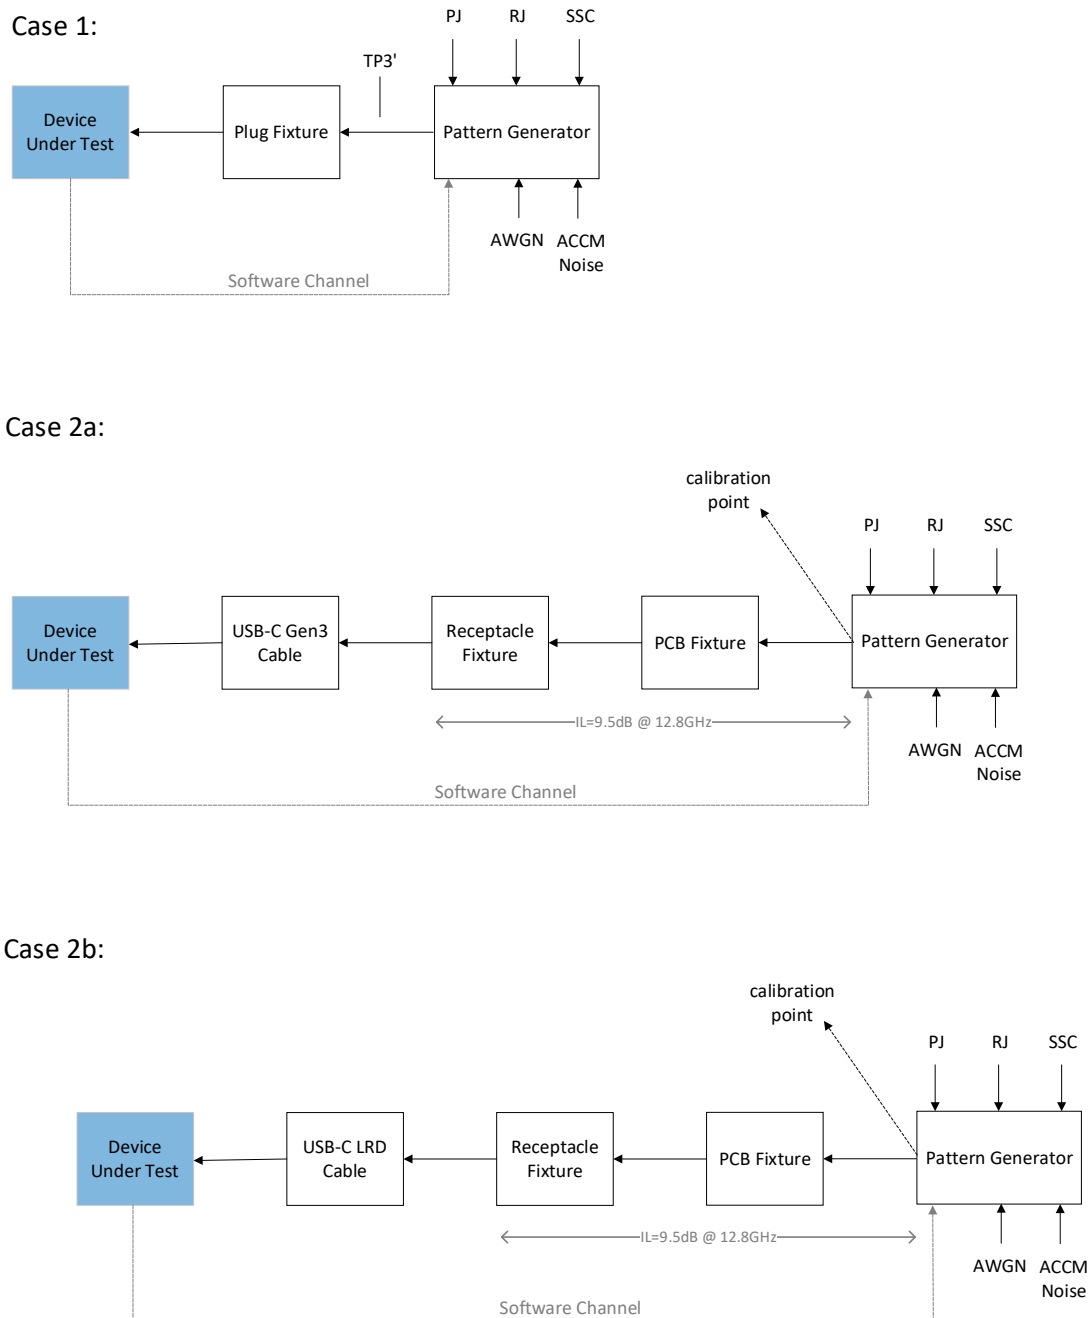 Case 1:
PJ
RJ
SSC
TP3'
Device
Under Test
Plug Fixture
Pattern Generator
AWGN
ACCM
Noise
Software Channel
Case 2a:
calibration
point
PJ
RJ
SSC
Device
Under Test
USB-C Gen3
Cable
Receptacle
Fixture
PCB Fixture
Pattern Generator
IL=9.5dB @ 12.8GHz
AWGN
ACCM
Noise
Software Channel
Case 2b:
calibration
point
PJ
RJ
SSC
Device
Under Test
USB-C LRD
Cable
Receptacle
Fixture
PCB Fixture
Pattern Generator
IL=9.5dB @ 12.8GHz
AWGN
ACCM
Noise
Software Channel